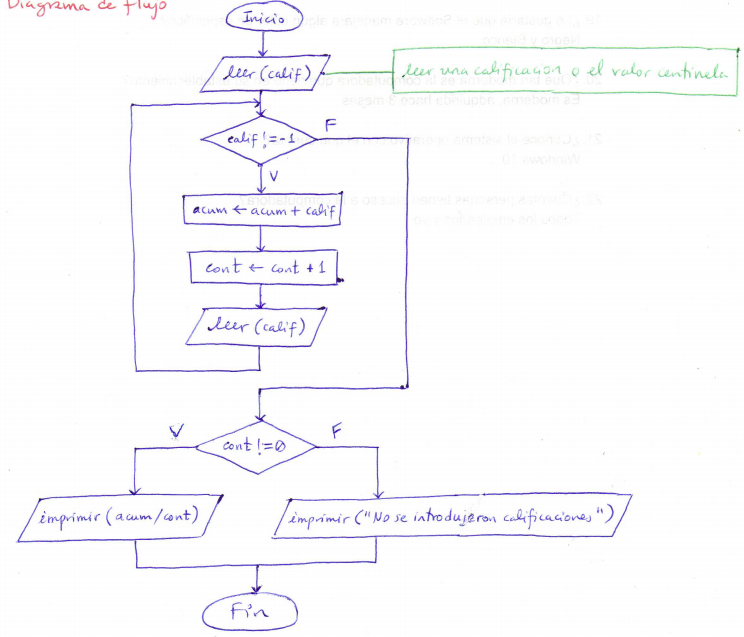 Diagrama de flujo
Inicio
leer (calif)
leer una calificación o el valor centinela
calif != -1
F
V
acum ← acum + calif
cont ← cont + 1
leer (calif)
cont != 0
V
F
imprimir (acum/cont)
imprimir ("No se introdujeron calificaciones")
Fin